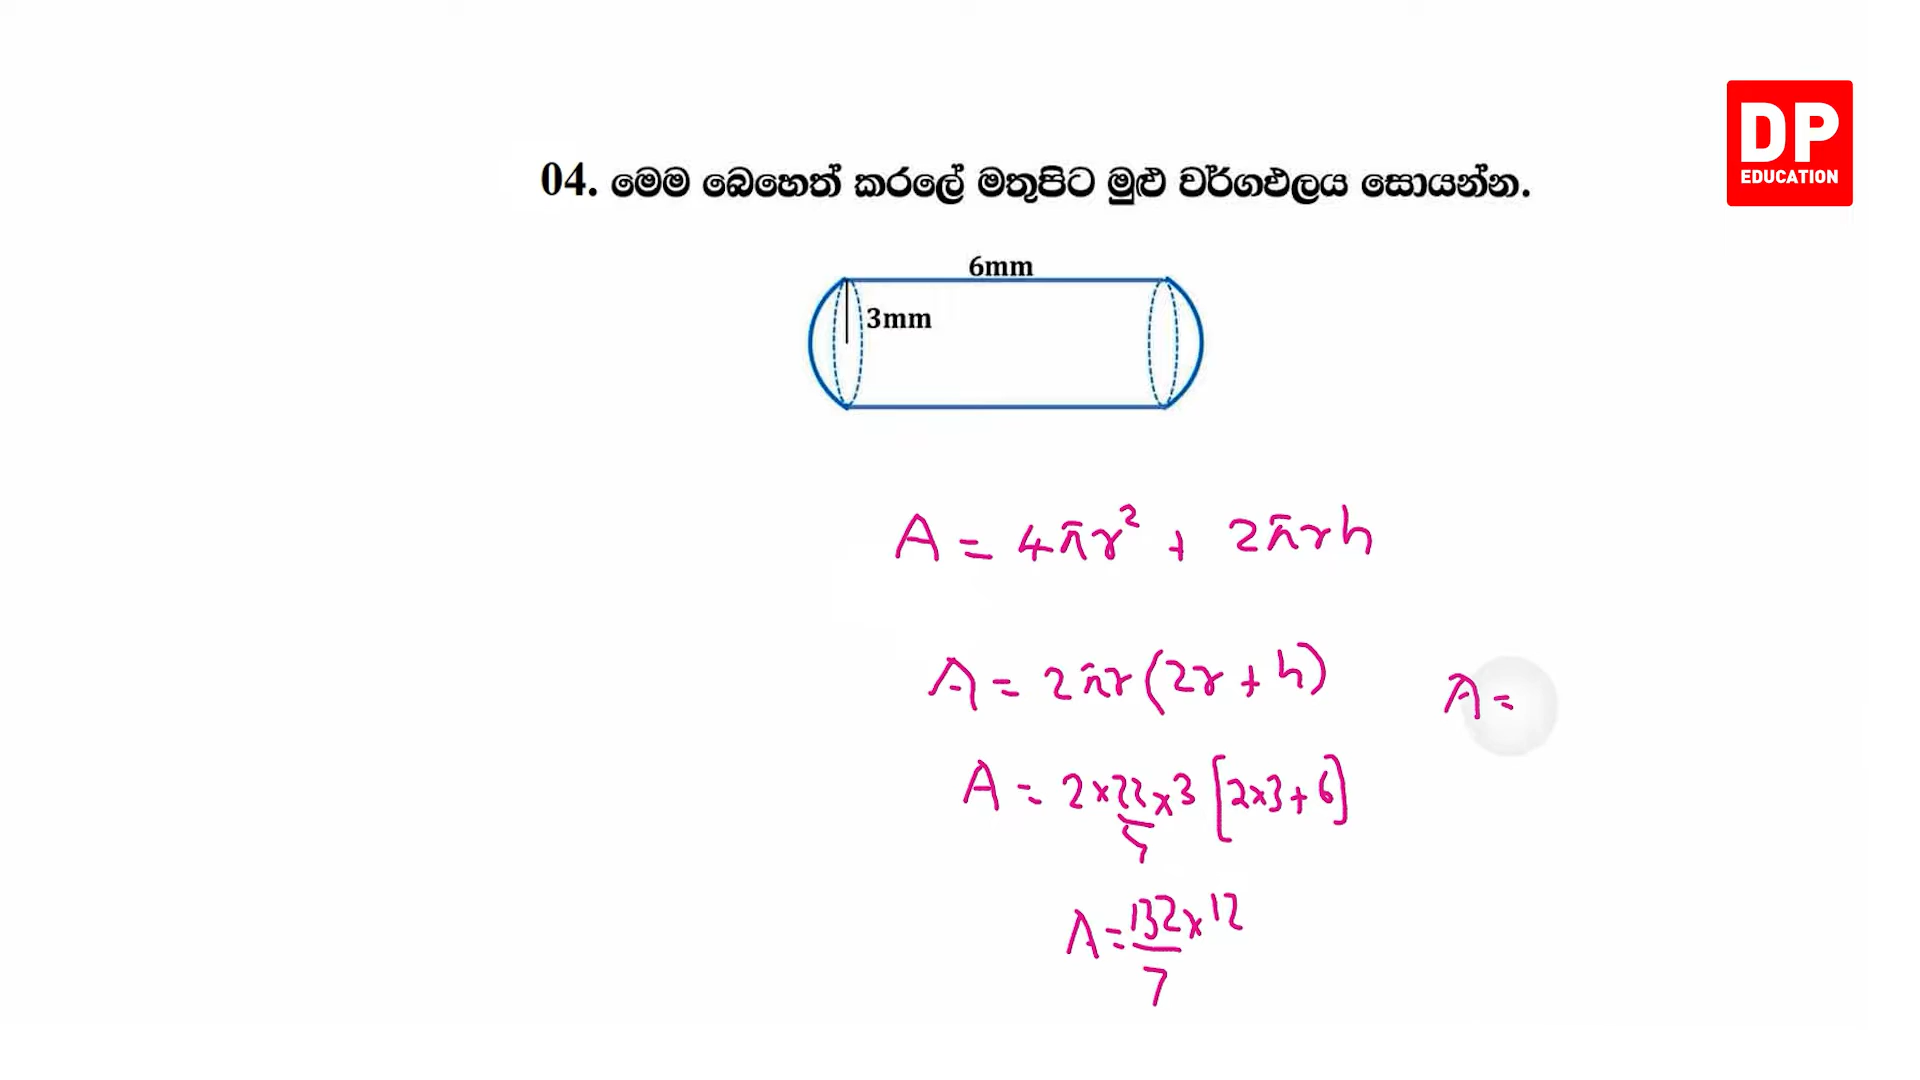 DP
EDUCATION
04. මෙම බෙහෙත් කරලේ මතුපිට මුළු වර්ගඵලය සොයන්න.
6mm
3mm
A = 4πr² + 2πrh
A = 2πr(2r + h)
A =
A = 2×22/7×3 [2×3+6]
A = 132/7 × 12